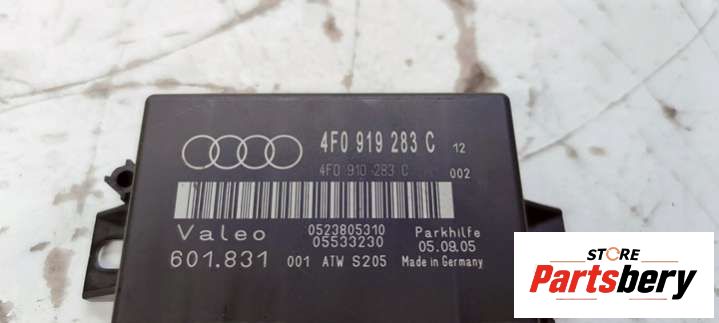 4F0 919 283 C 12
4F0 910 283 C 002
Valeo 0523805310 Parkhilfe
05533230 05.09.05
601.831 001 ATW S205 Made in Germany
STORE
Partsbery